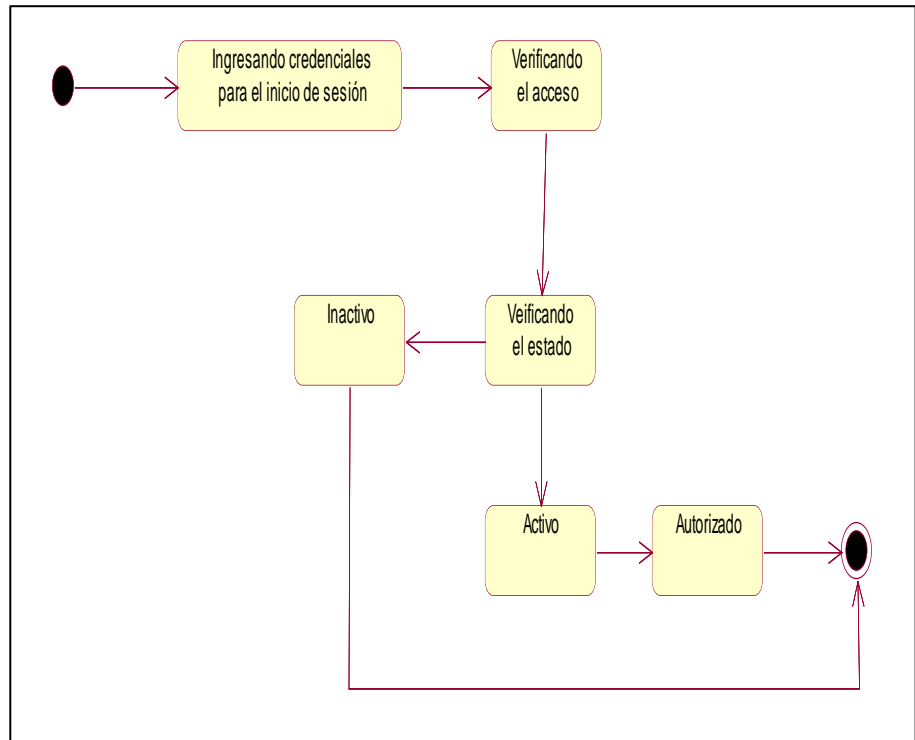 Ingresando credenciales
para el inicio de sesión
Verificando
el acceso
Inactivo
Veificando
el estado
Activo
Autorizado